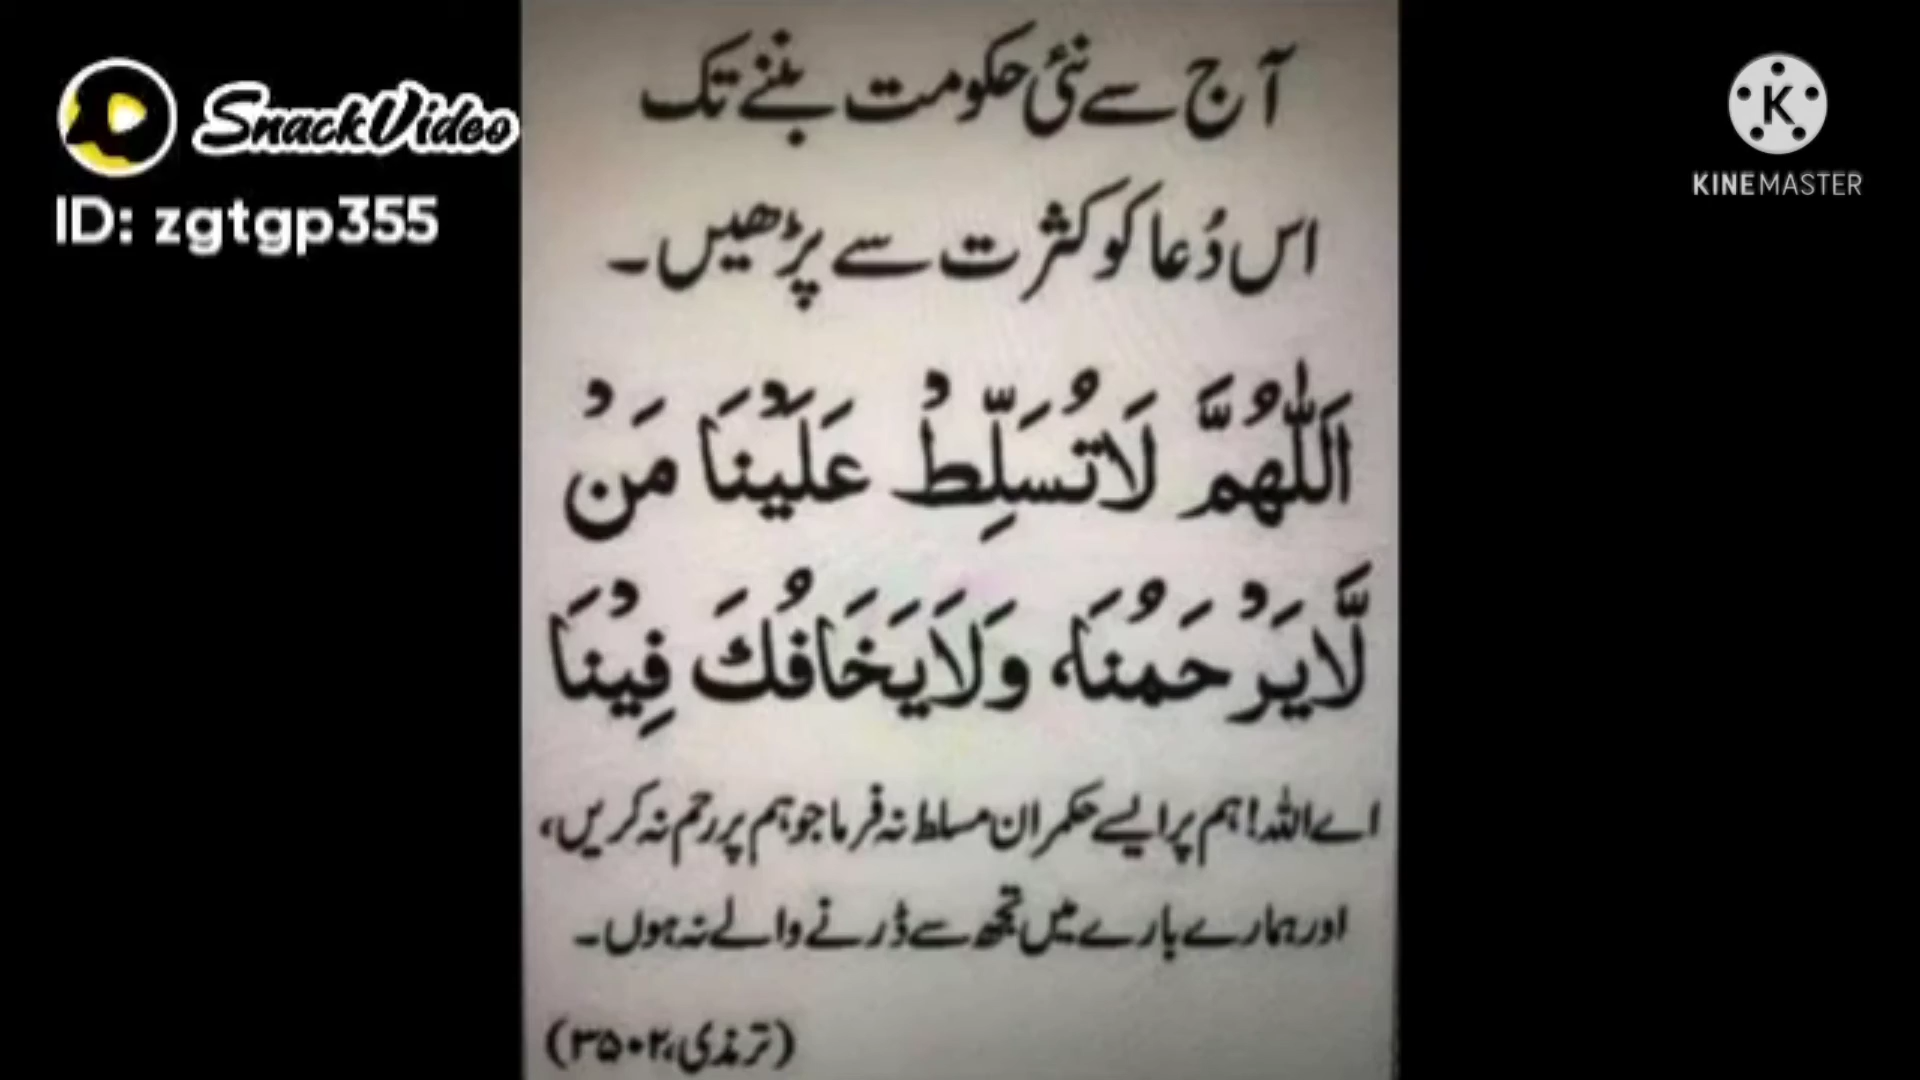 SnackVideo
ID: zgtgp355
KINEMASTER
آج سے نئی حکومت بننے تک
اس دُعا کو کثرت سے پڑھیں۔
اَللّٰهُمَّ لَا تُسَلِّطْ عَلَيْنَا مَنْ
لَّا يَرْحَمُنَا، وَلَا يَخَافُكَ فِيْنَا
اے اللہ! ہم پر ایسے حکمران مسلط نہ فرما جو ہم پر رحم نہ کریں،
اور ہمارے بارے میں تجھ سے ڈرنے والے نہ ہوں۔
(ترمذی، ۳۵۰۲)